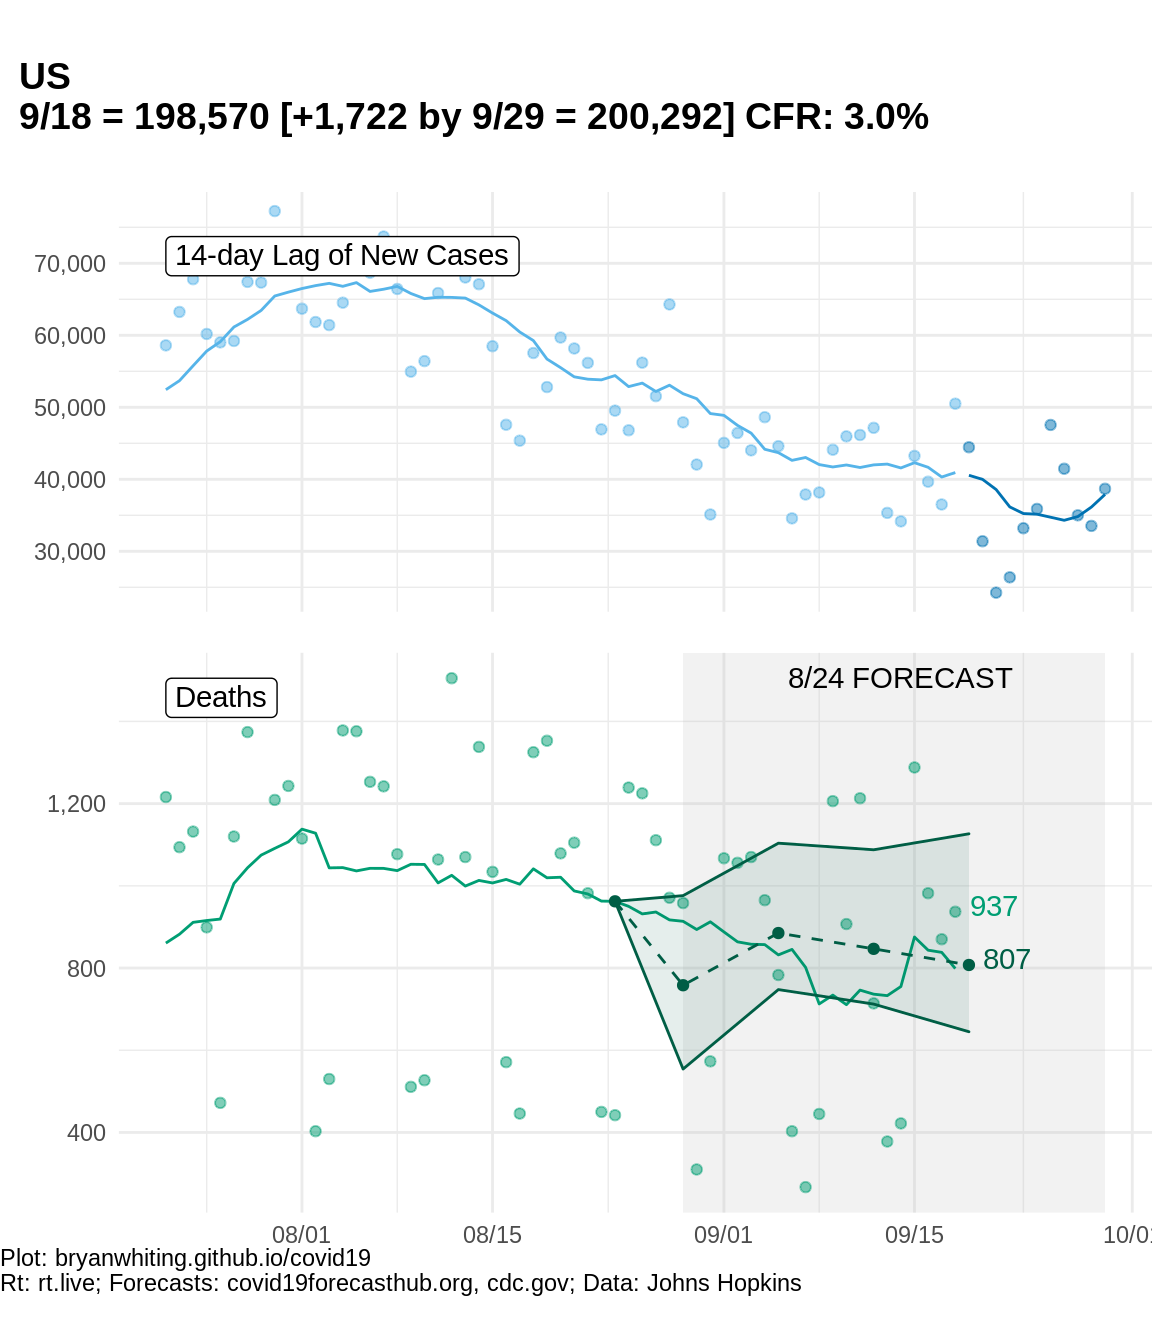 US
9/18 = 198,570 [+1,722 by 9/29 = 200,292] CFR: 3.0%
14-day Lag of New Cases
70,000
60,000
50,000
40,000
30,000
Deaths
8/24 FORECAST
1,200
937
807
800
400
08/01 08/15 09/01 09/15 10/01
Plot: bryanwhiting.github.io/covid19
Rt: rt.live; Forecasts: covid19forecasthub.org, cdc.gov; Data: Johns Hopkins